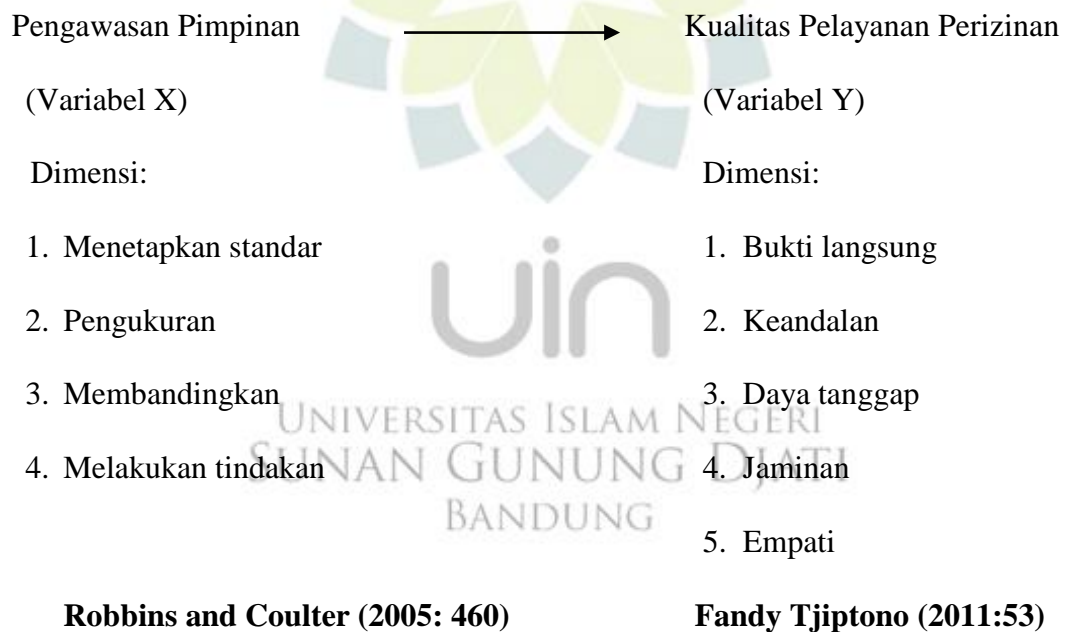 Pengawasan Pimpinan Kualitas Pelayanan Perizinan
(Variabel X) (Variabel Y)
Dimensi: Dimensi:
1. Menetapkan standar 1. Bukti langsung
2. Pengukuran 2. Keandalan
3. Membandingkan 3. Daya tanggap
4. Melakukan tindakan 4. Jaminan
5. Empati
Robbins and Coulter (2005: 460) Fandy Tjiptono (2011:53)
uin
UNIVERSITAS ISLAM NEGERI
SUNAN GUNUNG DJATI
BANDUNG